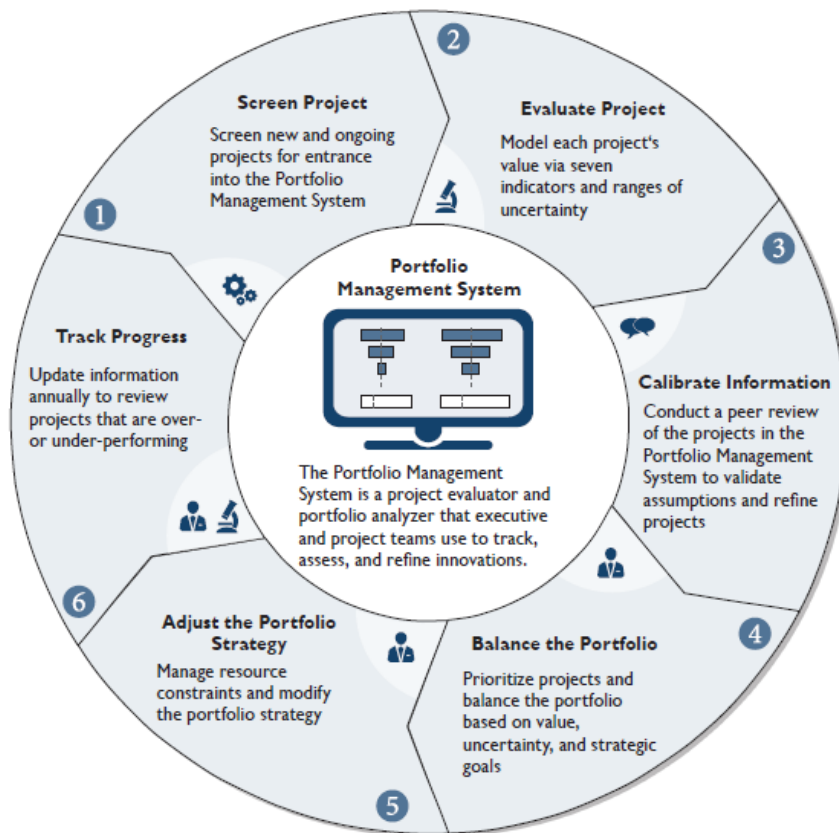 1
Screen Project
Screen new and ongoing
projects for entrance
into the Portfolio
Management System
2
Evaluate Project
Model each project's
value via seven
indicators and ranges of
uncertainty
3
Calibrate Information
Conduct a peer review
of the projects in the
Portfolio Management
System to validate
assumptions and refine
projects
4
Balance the Portfolio
Prioritize projects and
balance the portfolio
based on value,
uncertainty, and strategic
goals
5
Adjust the Portfolio
Strategy
Manage resource
constraints and modify
the portfolio strategy
6
Track Progress
Update information
annually to review
projects that are over-
or under-performing
Portfolio
Management System
The Portfolio Management
System is a project evaluator and
portfolio analyzer that executive
and project teams use to track,
assess, and refine innovations.